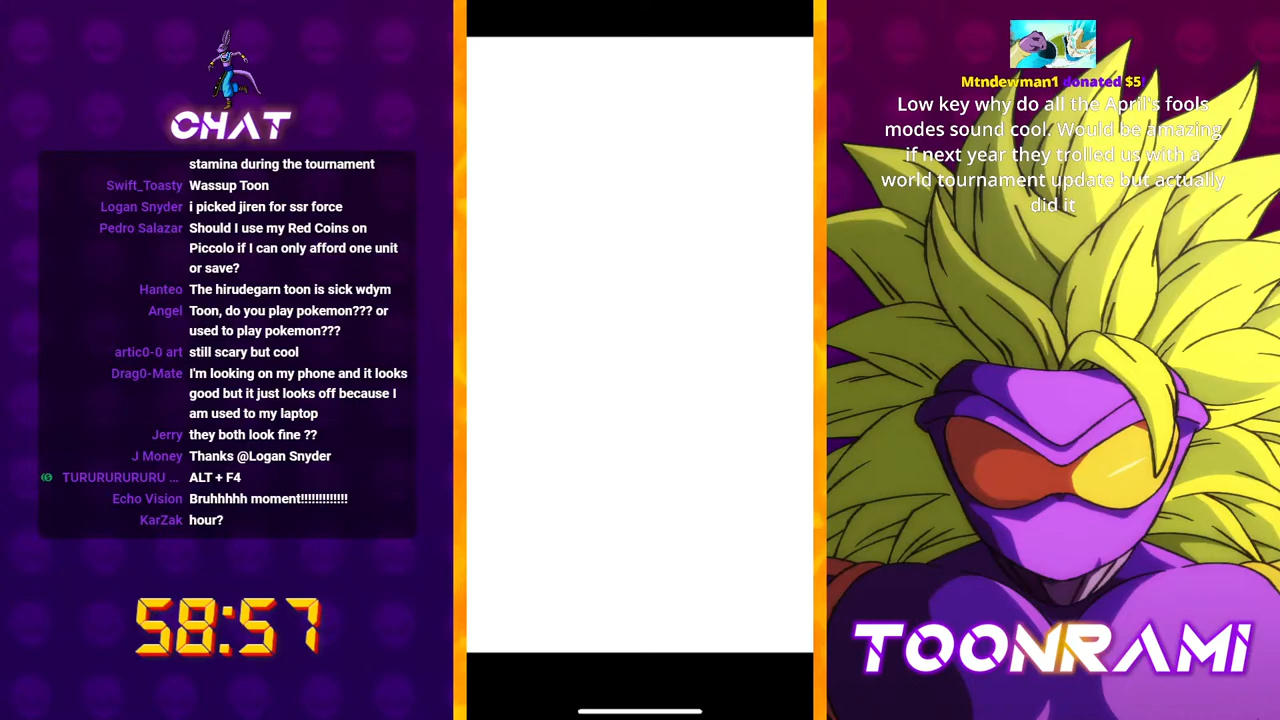 CHAT
stamina during the tournament
Swift_Toasty Wassup Toon
Logan Snyder i picked jiren for ssr force
Pedro Salazar Should I use my Red Coins on
Piccolo if I can only afford one unit
or save?
Hanteo The hirudegarn toon is sick wdym
Angel Toon, do you play pokemon??? or
used to play pokemon???
artic0-0 art still scary but cool
Drag0-Mate I'm looking on my phone and it looks
good but it just looks off because I
am used to my laptop
Jerry they both look fine ??
J Money Thanks @Logan Snyder
TURURURURURU ... ALT + F4
Echo Vision Bruhhhhh moment!!!!!!!!!!!!!
KarZak hour?
58:57
Mtndewman1 donated $5!
Low key why do all the April's fools
modes sound cool. Would be amazing
if next year they trolled us with a
world tournament update but actually
did it
TOONRAMI